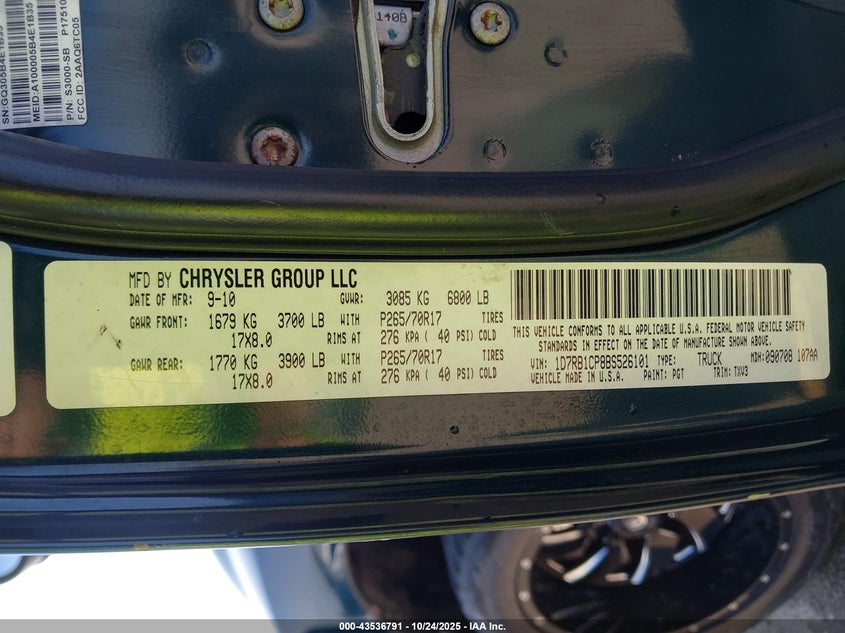 SN:GQ305B4E1B35
MEID:A100005B4E1B35
P/N: S3000-SB P17510
FCC ID: 2AAQ6TC05
140B
MFD BY CHRYSLER GROUP LLC
DATE OF MFR: 9-10 GVWR: 3085 KG 6800 LB
GAWR FRONT: 1679 KG 3700 LB WITH P265/70R17 TIRES
17X8.0 RIMS AT 276 KPA ( 40 PSI) COLD
GAWR REAR: 1770 KG 3900 LB WITH P265/70R17 TIRES
17X8.0 RIMS AT 276 KPA ( 40 PSI) COLD
THIS VEHICLE CONFORMS TO ALL APPLICABLE U.S.A. FEDERAL MOTOR VEHICLE SAFETY
STANDARDS IN EFFECT ON THE DATE OF MANUFACTURE SHOWN ABOVE.
VIN: 1D7RB1CP8BS526101 TYPE: TRUCK MDH:090708 107AA
VEHICLE MADE IN U.S.A. PAINT: PGT TRIM: TXV3
000-43536791 - 10/24/2025 - IAA Inc.